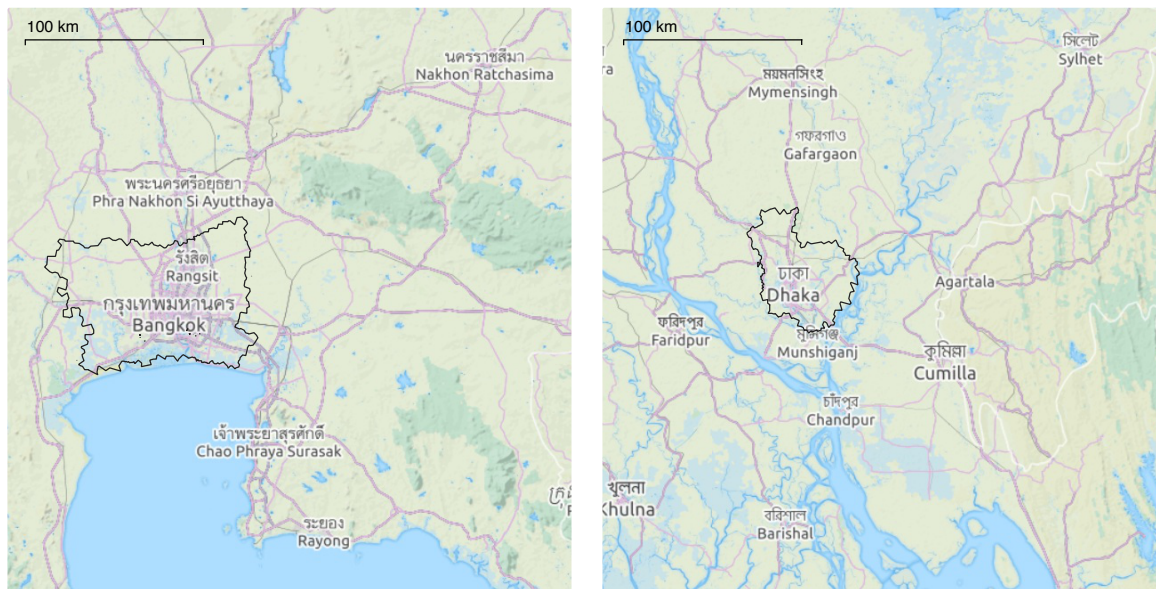 100 km
นครราชสีมา
Nakhon Ratchasima
พระนครศรีอยุธยา
Phra Nakhon Si Ayutthaya
รังสิต
Rangsit
กรุงเทพมหานคร
Bangkok
เจ้าพระยาสุรศักดิ์
Chao Phraya Surasak
ระยอง
Rayong
100 km
সিলেট
Sylhet
ময়মনসিংহ
Mymensingh
গফরগাও
Gafargaon
ঢাকা
Dhaka
Agartala
ফরিদপুর
Faridpur
মুন্সিগঞ্জ
Munshiganj
কুমিল্লা
Cumilla
চাঁদপুর
Chandpur
খুলনা
Khulna
বরিশাল
Barishal